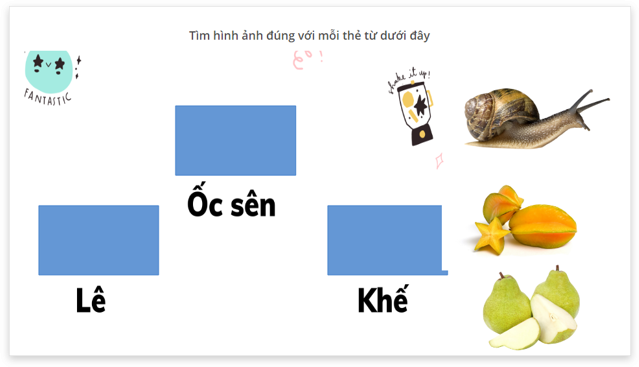 Tìm hình ảnh đúng với mỗi thẻ từ dưới đây
FANTASTIC
shake it up!
Ốc sên
Lê
Khế